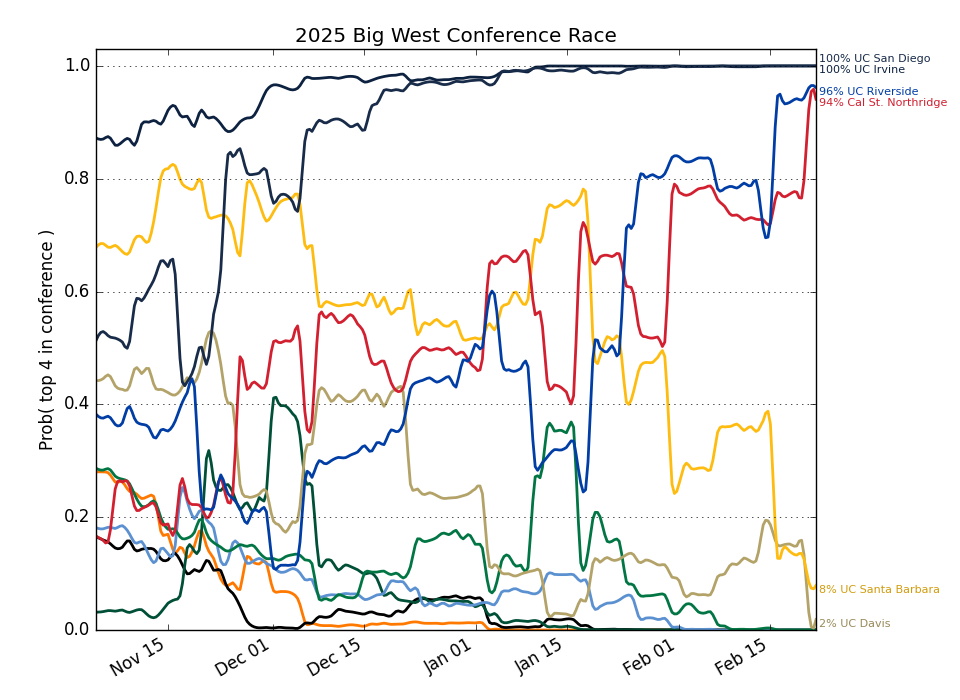 2025 Big West Conference Race
Prob( top 4 in conference )
1.0
0.8
0.6
0.4
0.2
0.0
Nov 15
Dec 01
Dec 15
Jan 01
Jan 15
Feb 01
Feb 15
100% UC San Diego
100% UC Irvine
96% UC Riverside
94% Cal St. Northridge
8% UC Santa Barbara
2% UC Davis